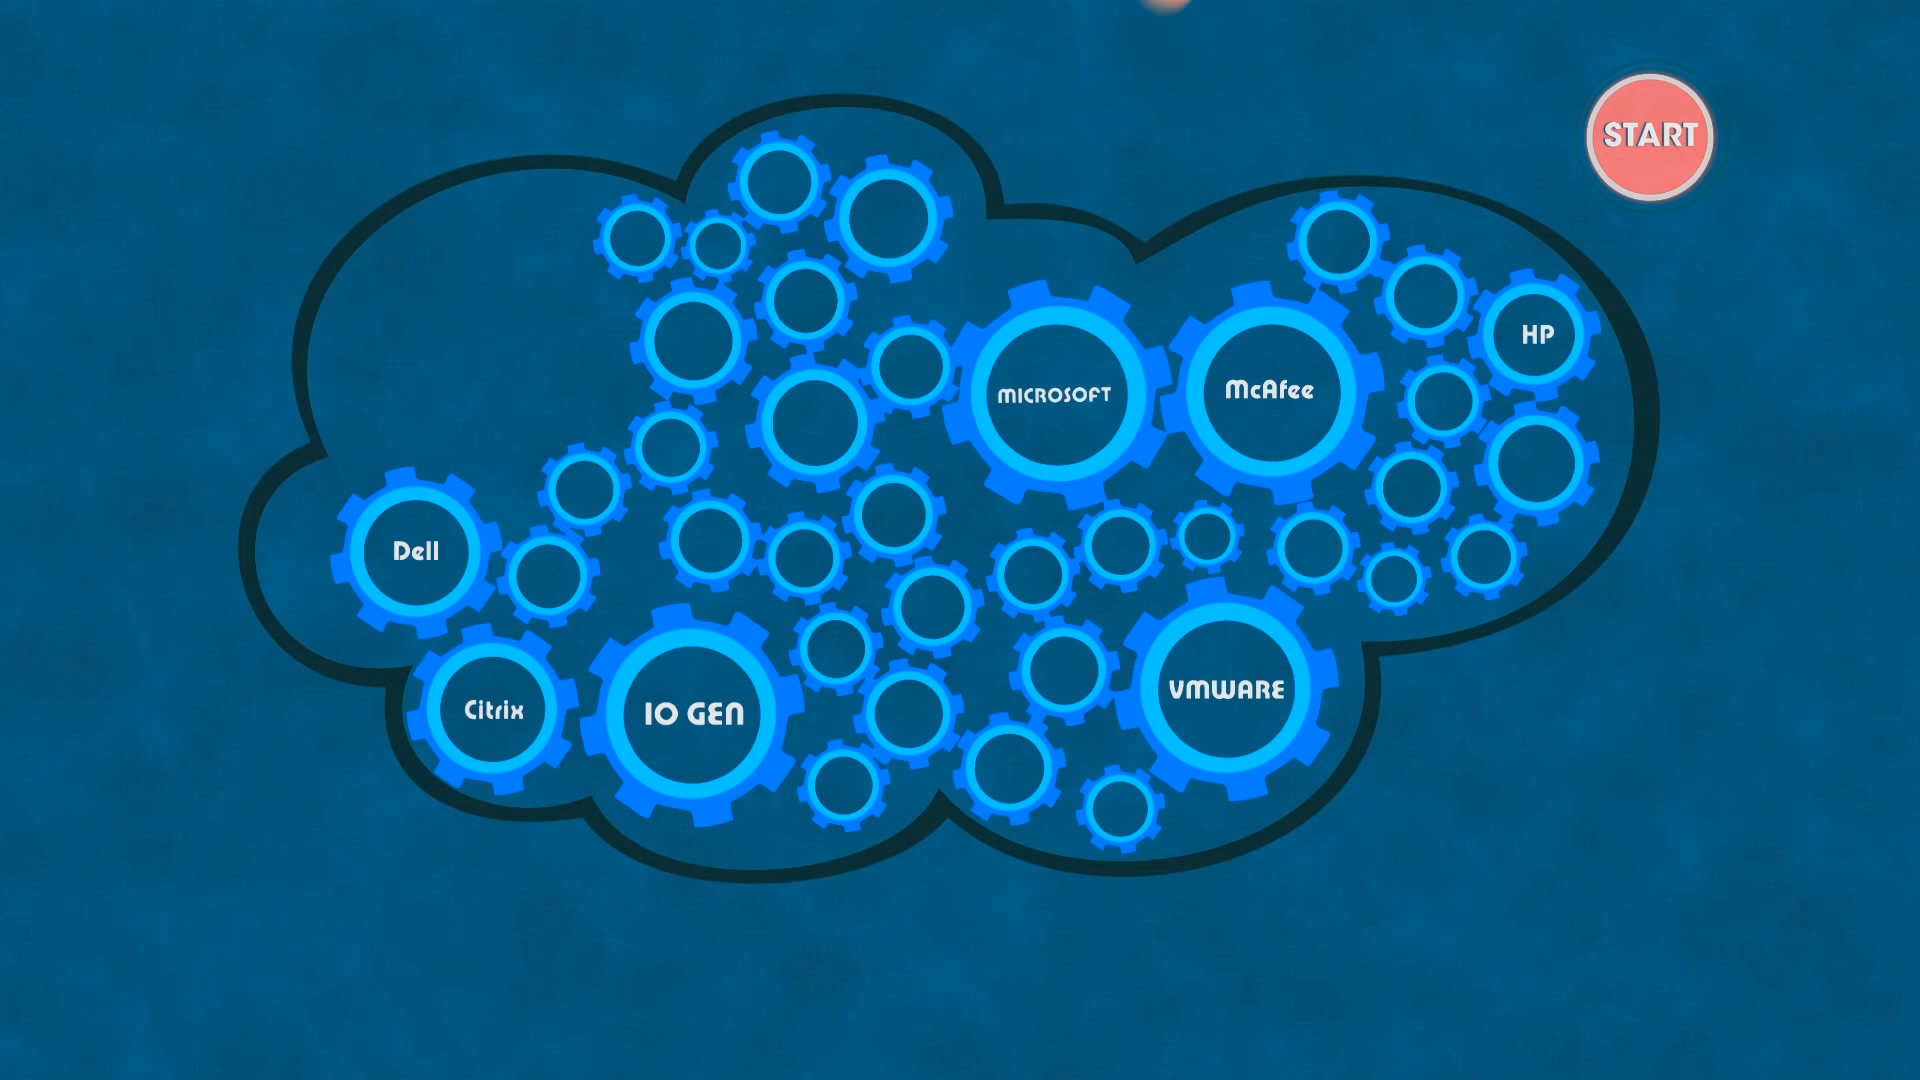 START
HP
MICROSOFT
McAfee
Dell
Citrix
IO GEN
VMWARE